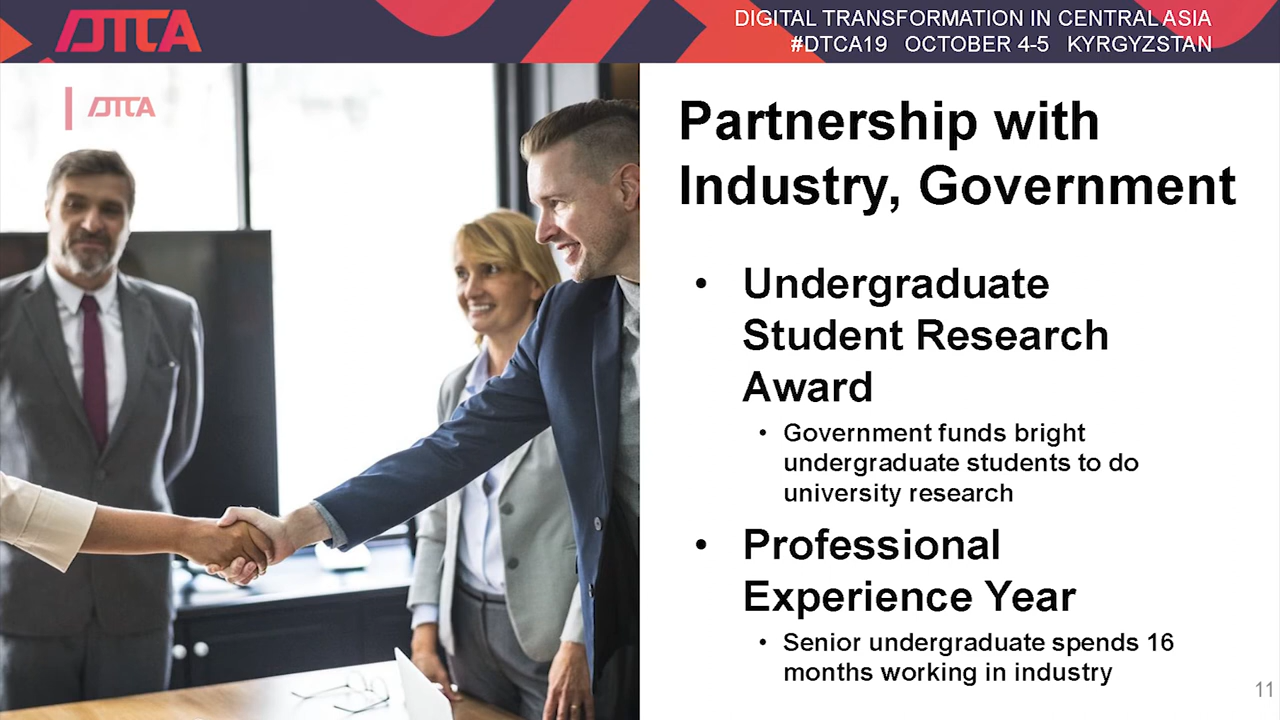 DTCA
DIGITAL TRANSFORMATION IN CENTRAL ASIA
#DTCA19 OCTOBER 4-5 KYRGYZSTAN
DTCA
Partnership with
Industry, Government
• Undergraduate
Student Research
Award
• Government funds bright
undergraduate students to do
university research
• Professional
Experience Year
• Senior undergraduate spends 16
months working in industry
11